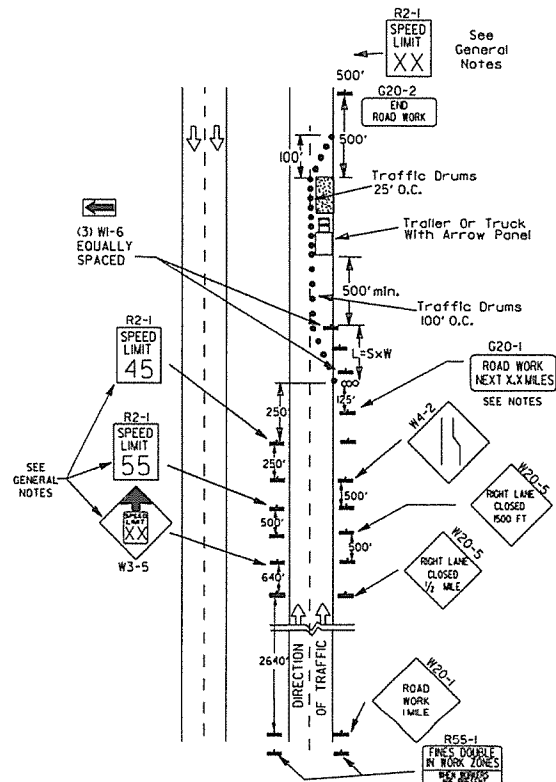 R2-1
SPEED
LIMIT
XX
See
General
Notes
500'
G20-2
END
ROAD WORK
100'
500'
Traffic Drums
25' O.C.
Trailer Or Truck
With Arrow Panel
(3) W1-6
EQUALLY
SPACED
500' min.
Traffic Drums
100' O.C.
R2-1
SPEED
LIMIT
45
L=SxW
G20-1
ROAD WORK
NEXT X.X MILES
SEE NOTES
125'
250'
R2-1
SPEED
LIMIT
55
250'
W4-2
SEE
GENERAL
NOTES
500'
500'
W20-5
RIGHT LANE
CLOSED
1500 FT
SPEED
LIMIT
XX
W3-5
500'
640'
W20-5
RIGHT LANE
CLOSED
1/2 MILE
2640'
DIRECTION
OF TRAFFIC
W20-1
ROAD
WORK
1 MILE
R55-1
FINES DOUBLE
IN WORK ZONES
WHEN WORKERS
ARE PRESENT